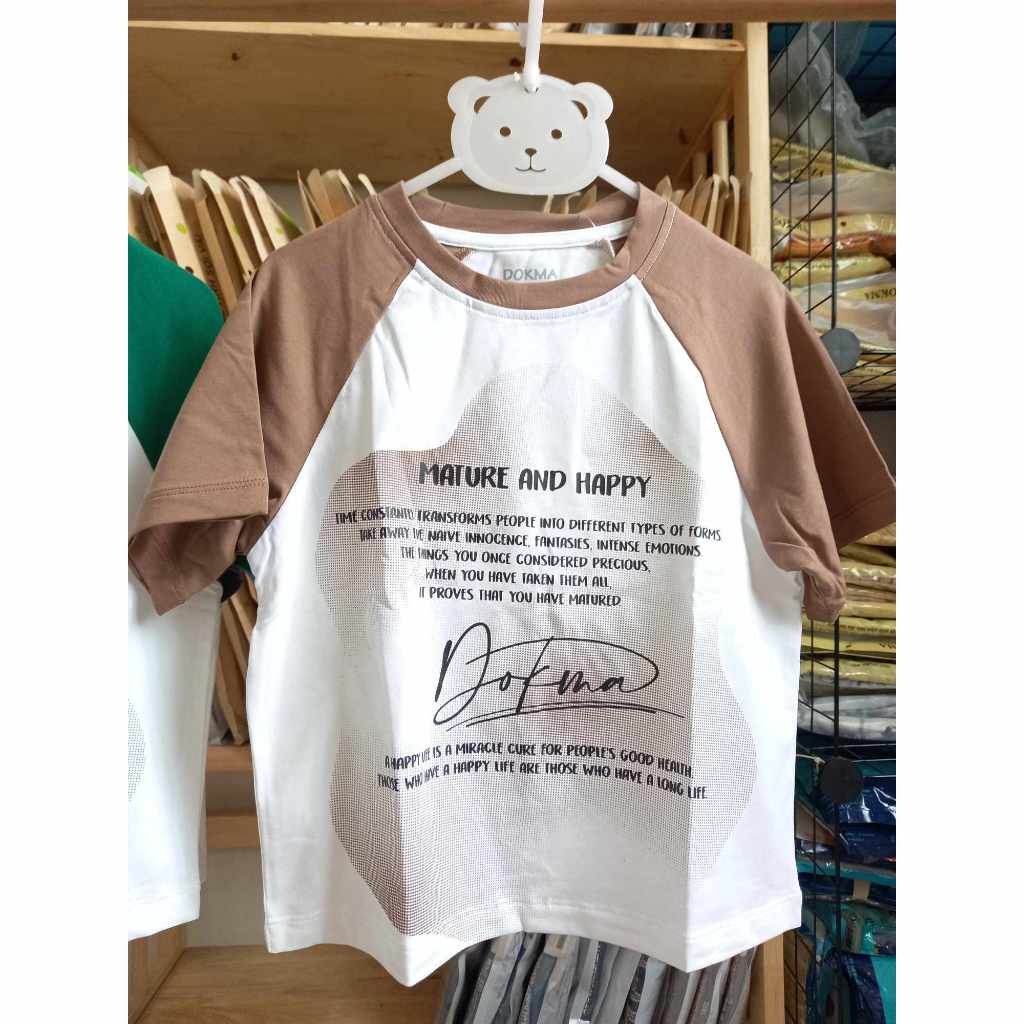 DOKMA
MATURE AND HAPPY
TIME CONSTANTLY TRANSFORMS PEOPLE INTO DIFFERENT TYPES OF FORMS
TAKE AWAY THE NAIVE INNOCENCE, FANTASIES, INTENSE EMOTIONS.
THE THINGS YOU ONCE CONSIDERED PRECIOUS,
WHEN YOU HAVE TAKEN THEM ALL,
IT PROVES THAT YOU HAVE MATURED.
Dokma
A HAPPY LIFE IS A MIRACLE CURE FOR PEOPLE'S GOOD HEALTH.
THOSE WHO HAVE A HAPPY LIFE ARE THOSE WHO HAVE A LONG LIFE.